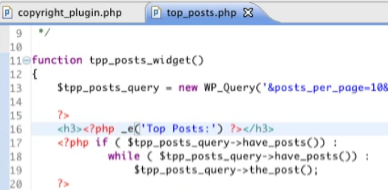 copyright_plugin.php top_posts.php
9 */
10
11 function tpp_posts_widget()
12 {
13 $tpp_posts_query = new WP_Query('&posts_per_page=10&
14
15 ?>
16 <h3><?php _e('Top Posts:') ?></h3>
17 <?php if ( $tpp_posts_query->have_posts()) :
18 while ( $tpp_posts_query->have_posts()) :
19 $tpp_posts_query->the_post();
20 ?>